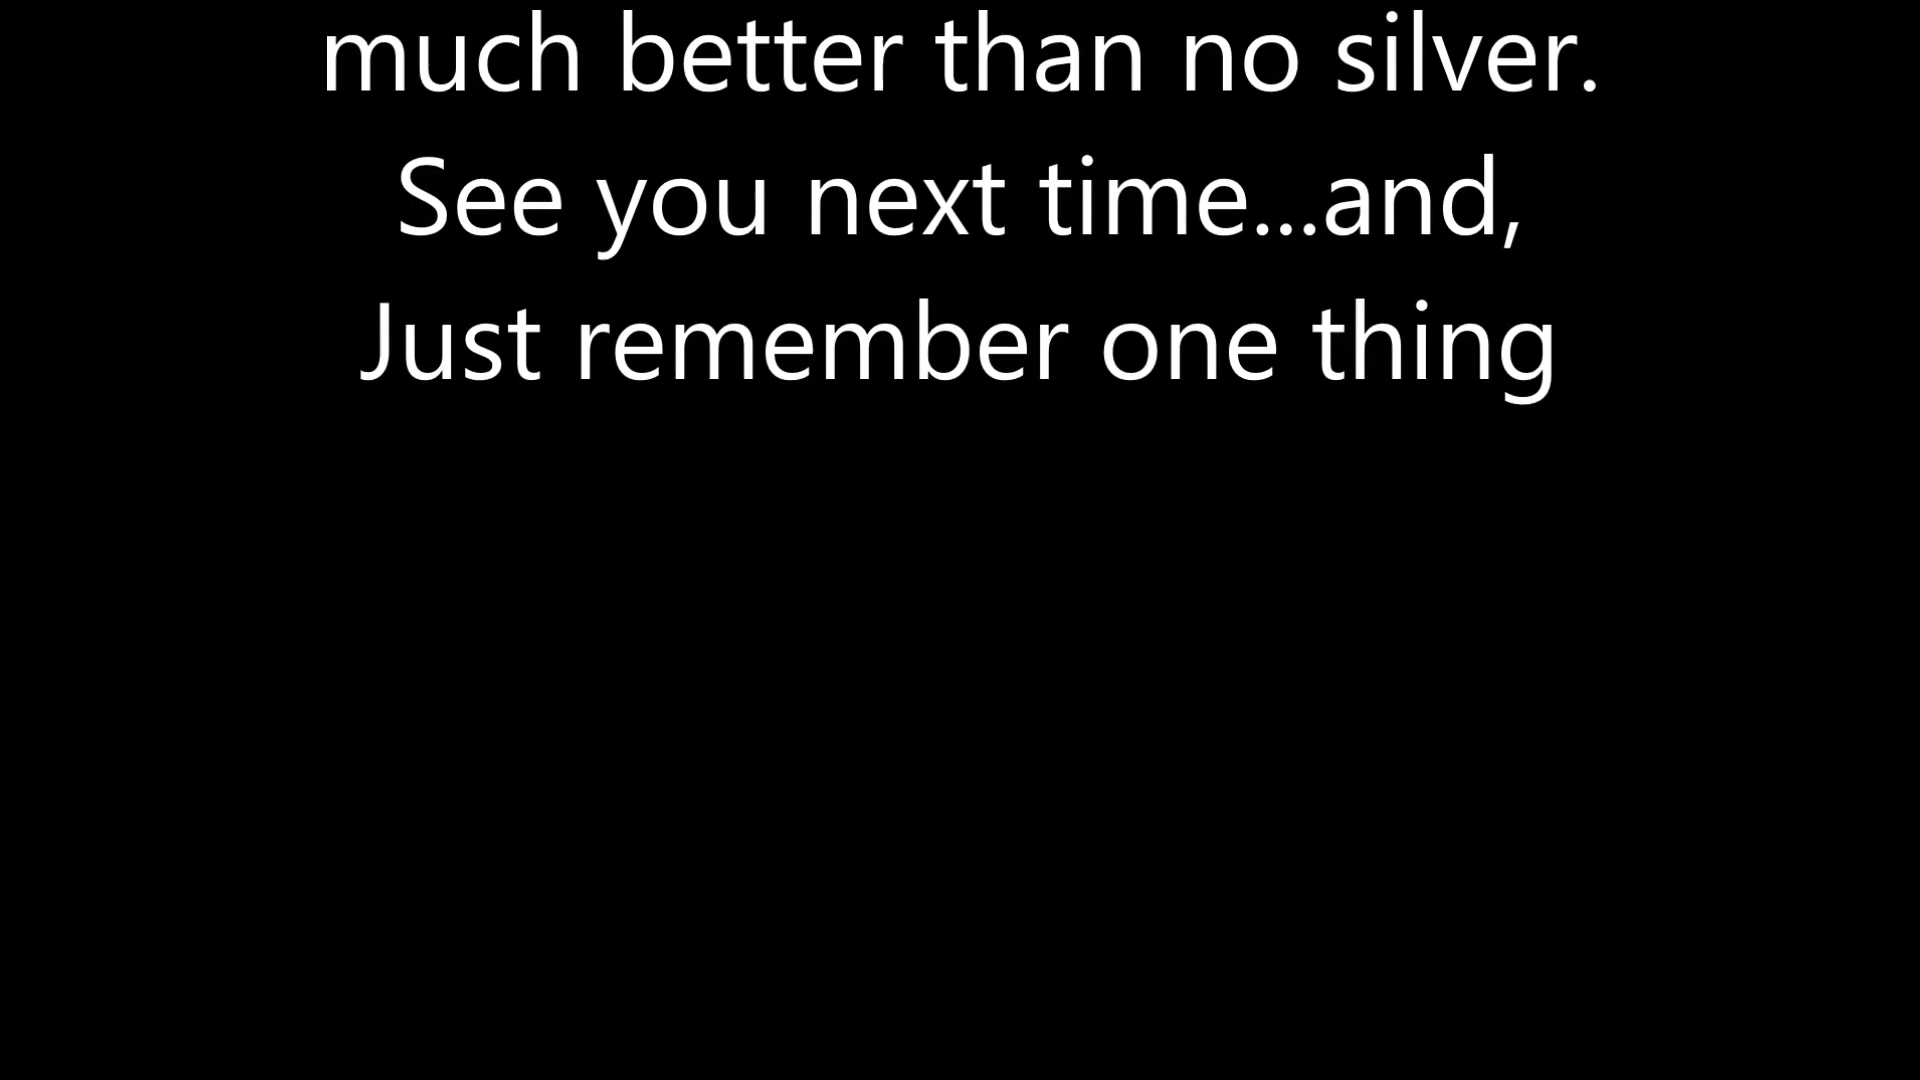 much better than no silver.
See you next time...and,
Just remember one thing